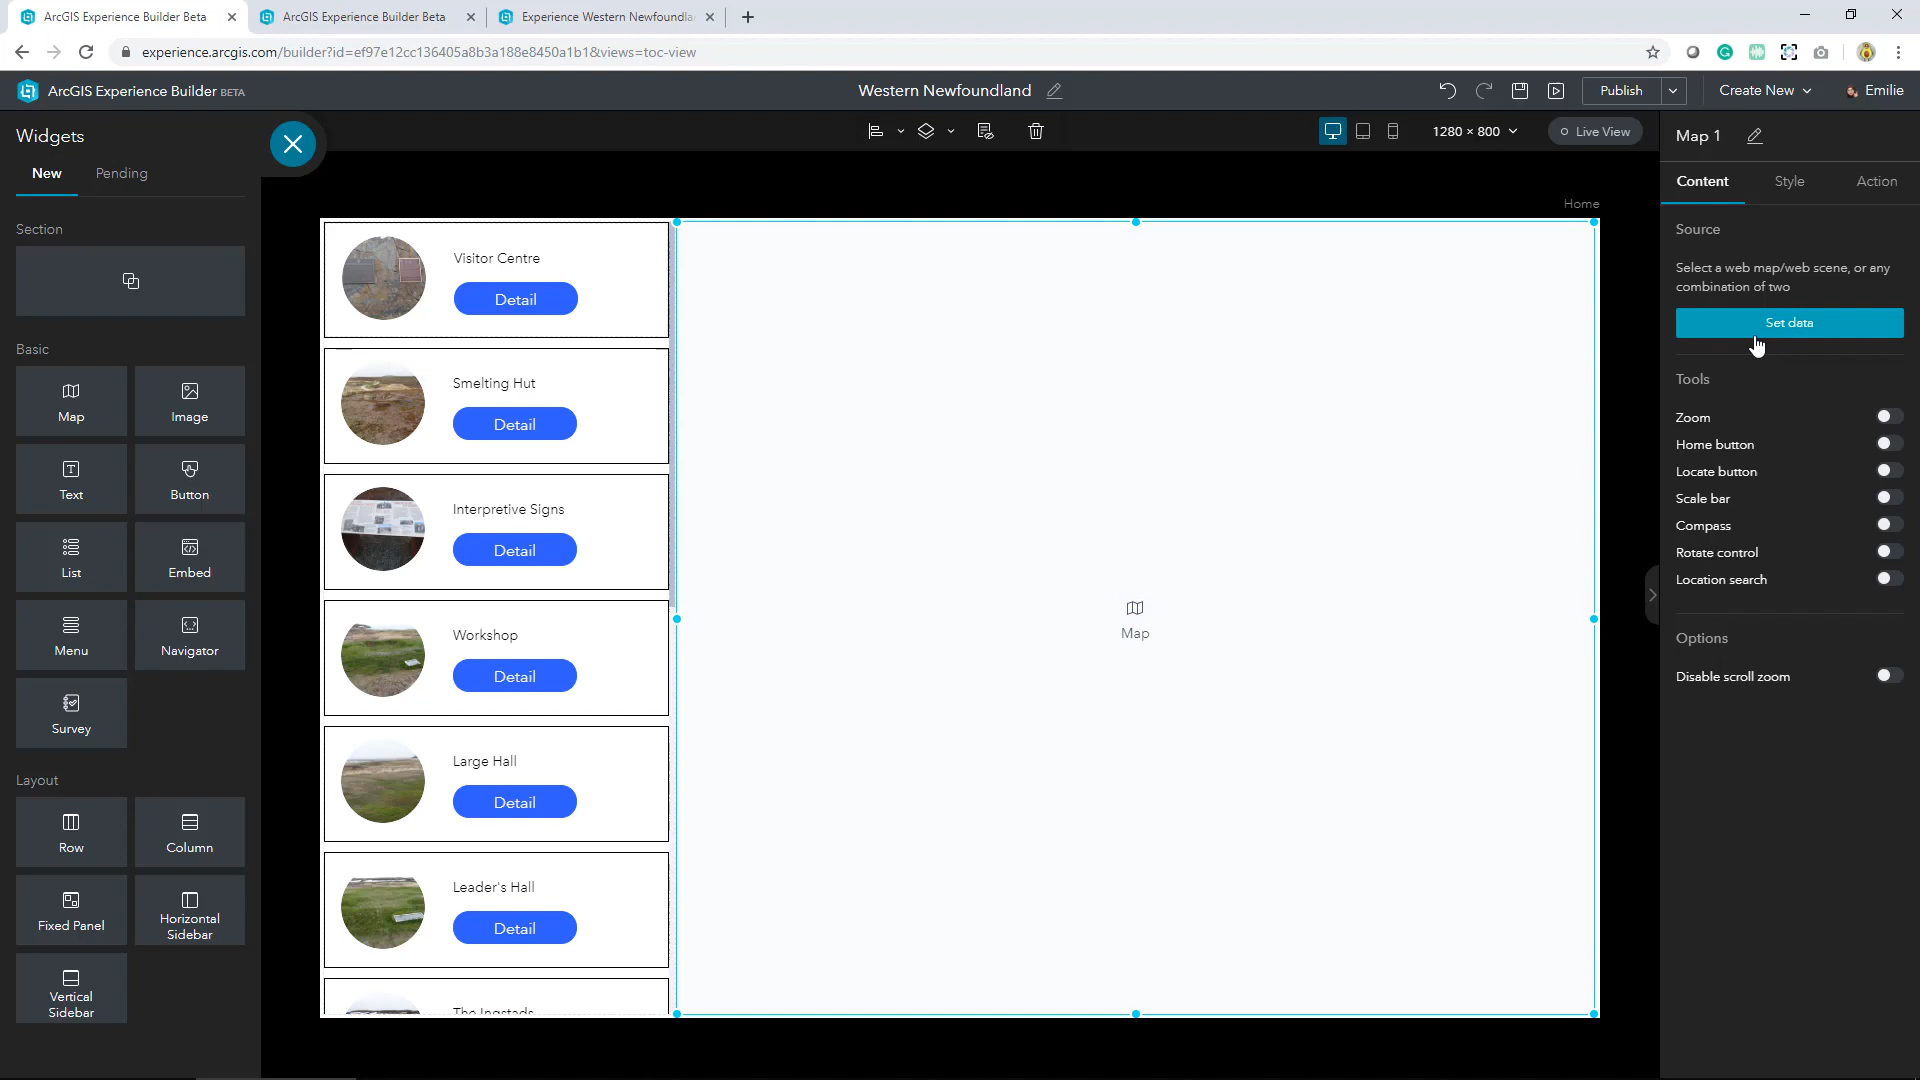 ArcGIS Experience Builder Beta
ArcGIS Experience Builder Beta
Experience Western Newfoundla
experience.arcgis.com/builder?id=ef97e12cc136405a8b3a188e8450a1b1&views=toc-view
ArcGIS Experience Builder BETA
Western Newfoundland
Publish
Create New
Emilie
Widgets
1280 × 800
Live View
Map 1
New
Pending
Content
Style
Action
Home
Section
Source
Select a web map/web scene, or any
combination of two
Set data
Basic
Map
Image
Text
Button
List
Embed
Menu
Navigator
Survey
Layout
Row
Column
Fixed Panel
Horizontal
Sidebar
Vertical
Sidebar
Visitor Centre
Detail
Smelting Hut
Detail
Interpretive Signs
Detail
Workshop
Detail
Large Hall
Detail
Leader's Hall
Detail
The Ingstads
Map
Tools
Zoom
Home button
Locate button
Scale bar
Compass
Rotate control
Location search
Options
Disable scroll zoom